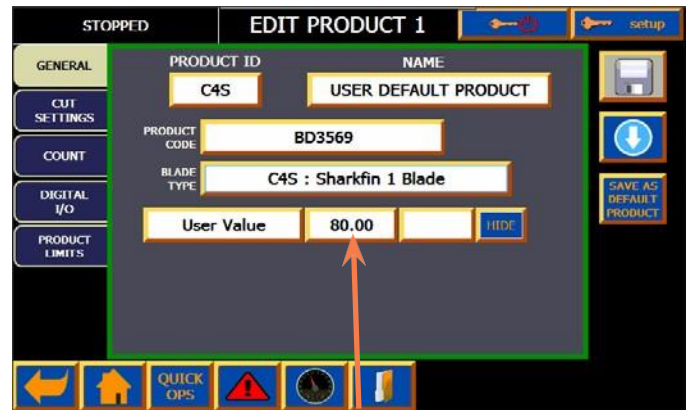 STOPPED EDIT PRODUCT 1 setup
GENERAL
CUT
SETTINGS
COUNT
DIGITAL
I/O
PRODUCT
LIMITS
PRODUCT ID NAME
C4S USER DEFAULT PRODUCT
PRODUCT
CODE
BD3569
BLADE
TYPE
C4S : Sharkfin 1 Blade
User Value 80.00 HIDE
SAVE AS
DEFAULT
PRODUCT
QUICK
OPS